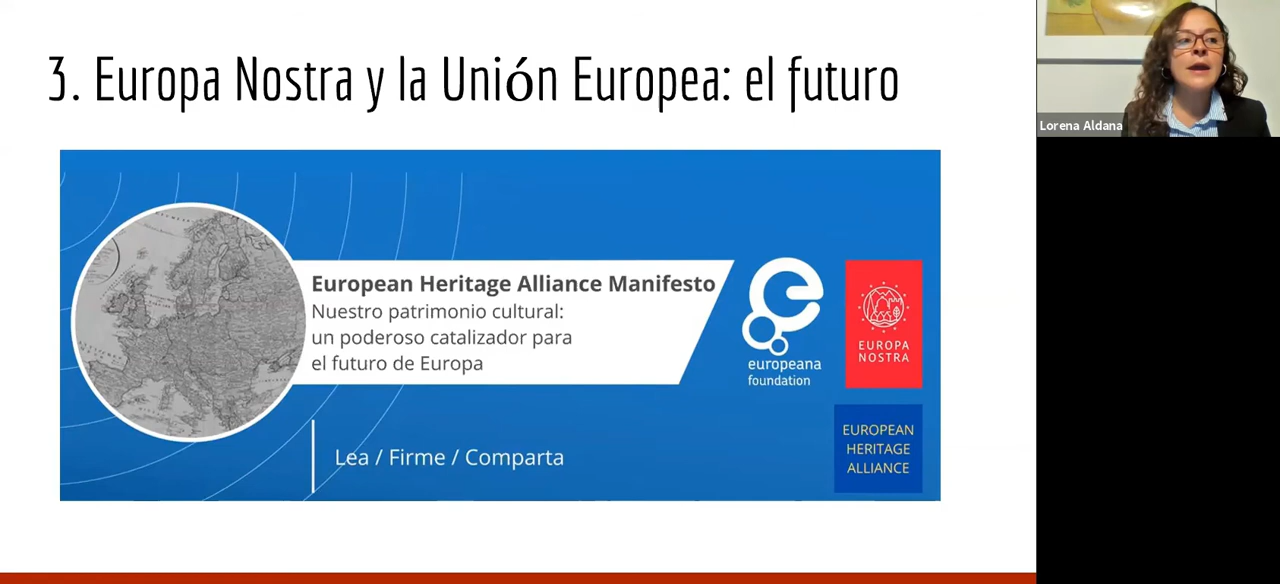 3. Europa Nostra y la Unión Europea: el futuro
European Heritage Alliance Manifesto
Nuestro patrimonio cultural:
un poderoso catalizador para
el futuro de Europa
Lea / Firme / Comparta
europeana
foundation
EUROPA
NOSTRA
EUROPEAN
HERITAGE
ALLIANCE
Lorena Aldana